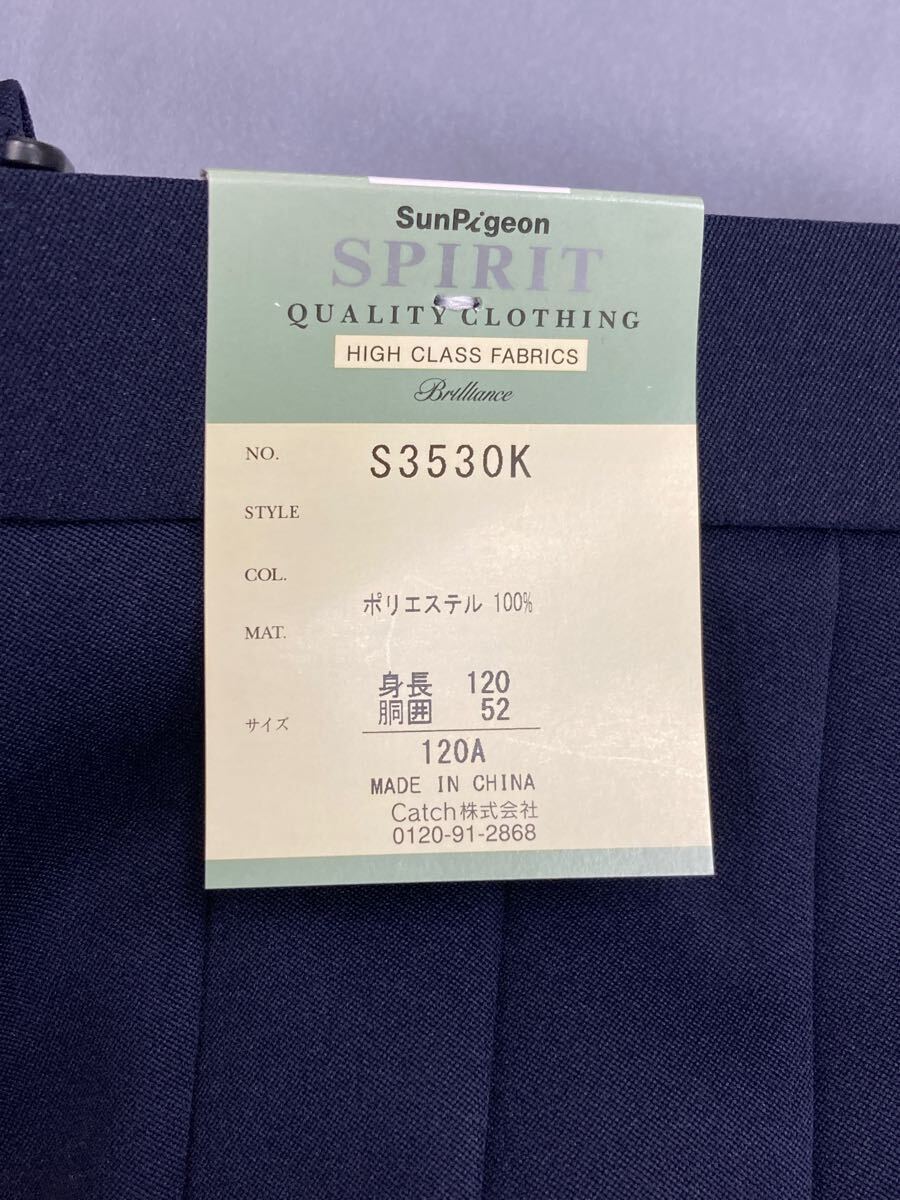 SunPigeon
SPIRIT
QUALITY CLOTHING
HIGH CLASS FABRICS
Brilliance
NO. S3530K
STYLE
COL.
ポリエステル 100%
MAT.
身長 120
胴囲 52
サイズ
120A
MADE IN CHINA
Catch株式会社
0120-91-2868